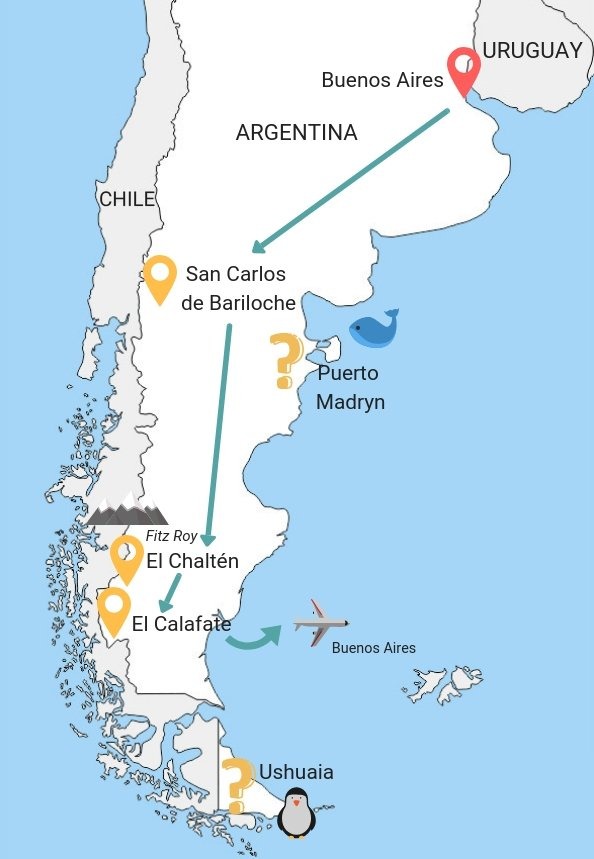 URUGUAY
Buenos Aires
ARGENTINA
CHILE
San Carlos
de Bariloche
?
Puerto
Madryn
Fitz Roy
El Chaltén
El Calafate
Buenos Aires
Ushuaia
?